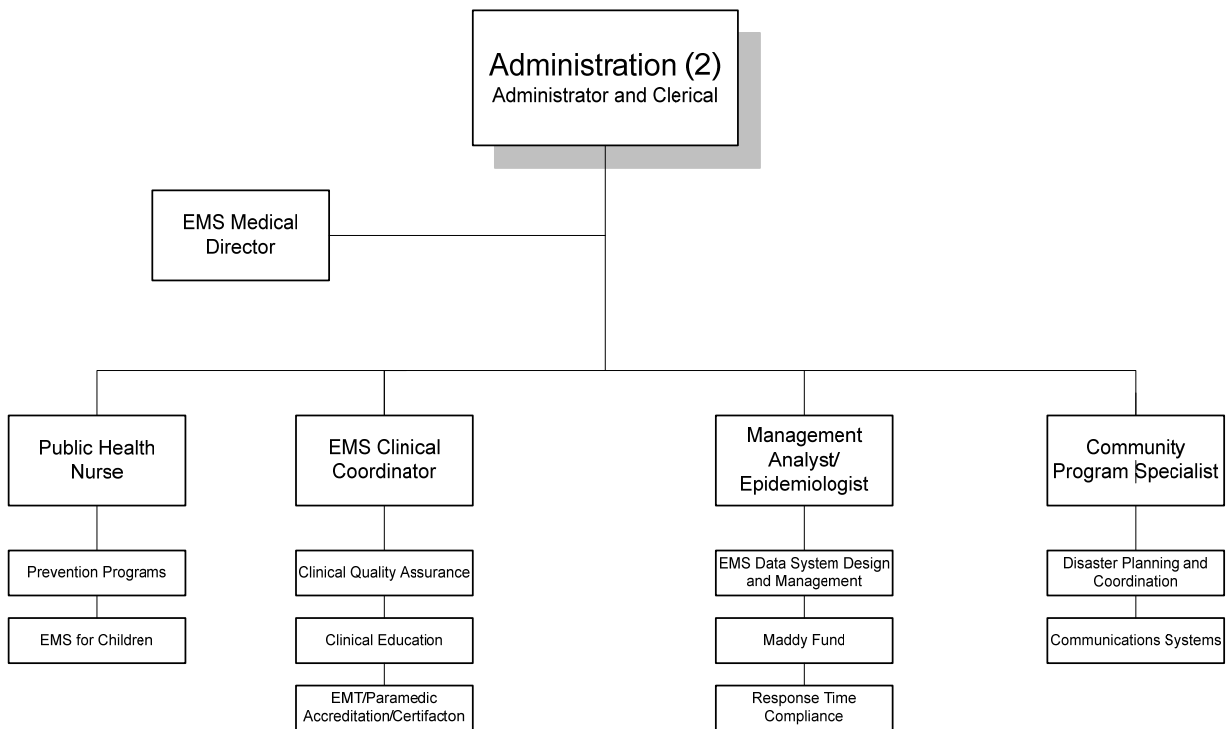 Administration (2)
Administrator and Clerical
EMS Medical
Director
Public Health
Nurse
EMS Clinical
Coordinator
Management
Analyst/
Epidemiologist
Community
Program Specialist
Prevention Programs
Clinical Quality Assurance
EMS Data System Design
and Management
Disaster Planning and
Coordination
EMS for Children
Clinical Education
Maddy Fund
Communications Systems
EMT/Paramedic
Accreditation/Certifacton
Response Time
Compliance